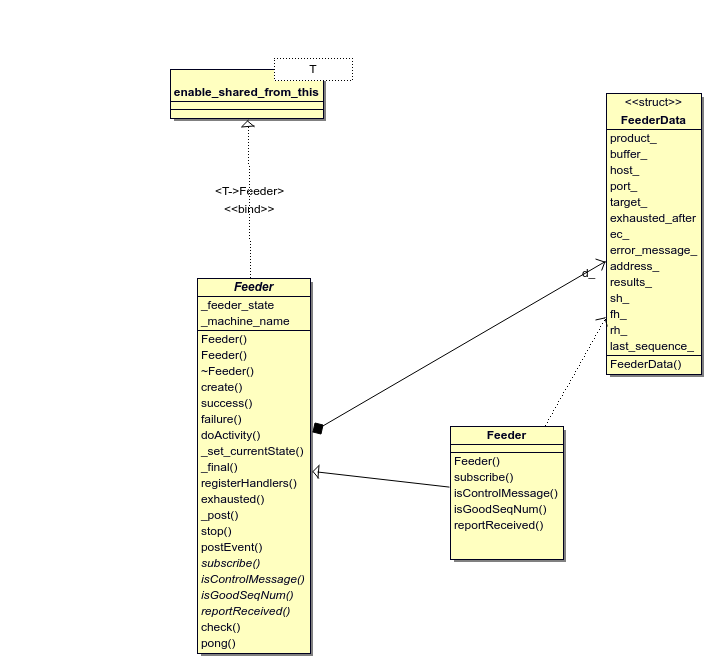 T
enable_shared_from_this
<T->Feeder>
<<bind>>
Feeder
_feeder_state
_machine_name
Feeder()
Feeder()
~Feeder()
create()
success()
failure()
doActivity()
_set_currentState()
_final()
registerHandlers()
exhausted()
_post()
stop()
postEvent()
subscribe()
isControlMessage()
isGoodSeqNum()
reportReceived()
check()
pong()
d_
<<struct>>
FeederData
product_
buffer_
host_
port_
target_
exhausted_after
ec_
error_message_
address_
results_
sh_
fh_
rh_
last_sequence_
FeederData()
Feeder
Feeder()
subscribe()
isControlMessage()
isGoodSeqNum()
reportReceived()